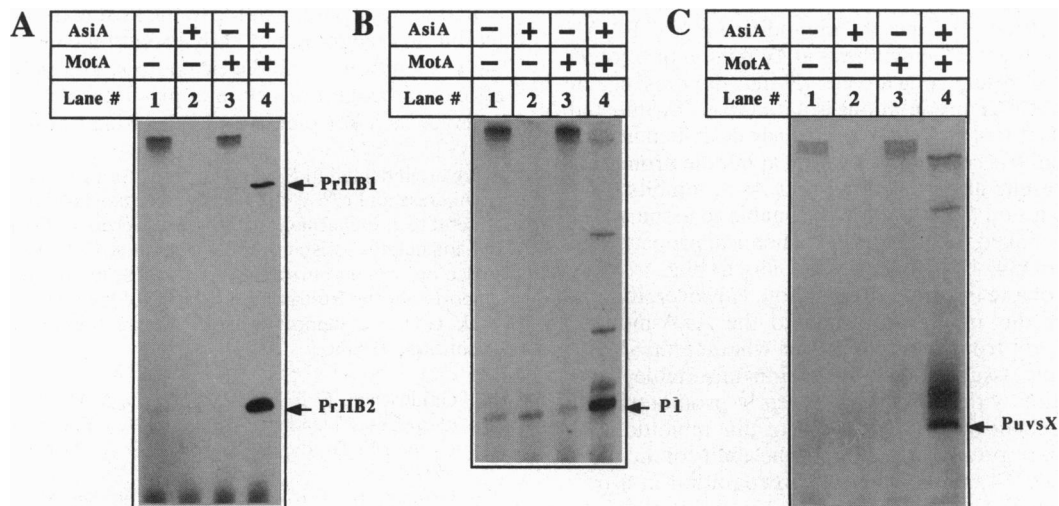 A
AsiA − + − +
MotA − − + +
Lane # 1 2 3 4
PrIIB1
PrIIB2
B
AsiA − + − +
MotA − − + +
Lane # 1 2 3 4
P1
C
AsiA − + − +
MotA − − + +
Lane # 1 2 3 4
PuvsX